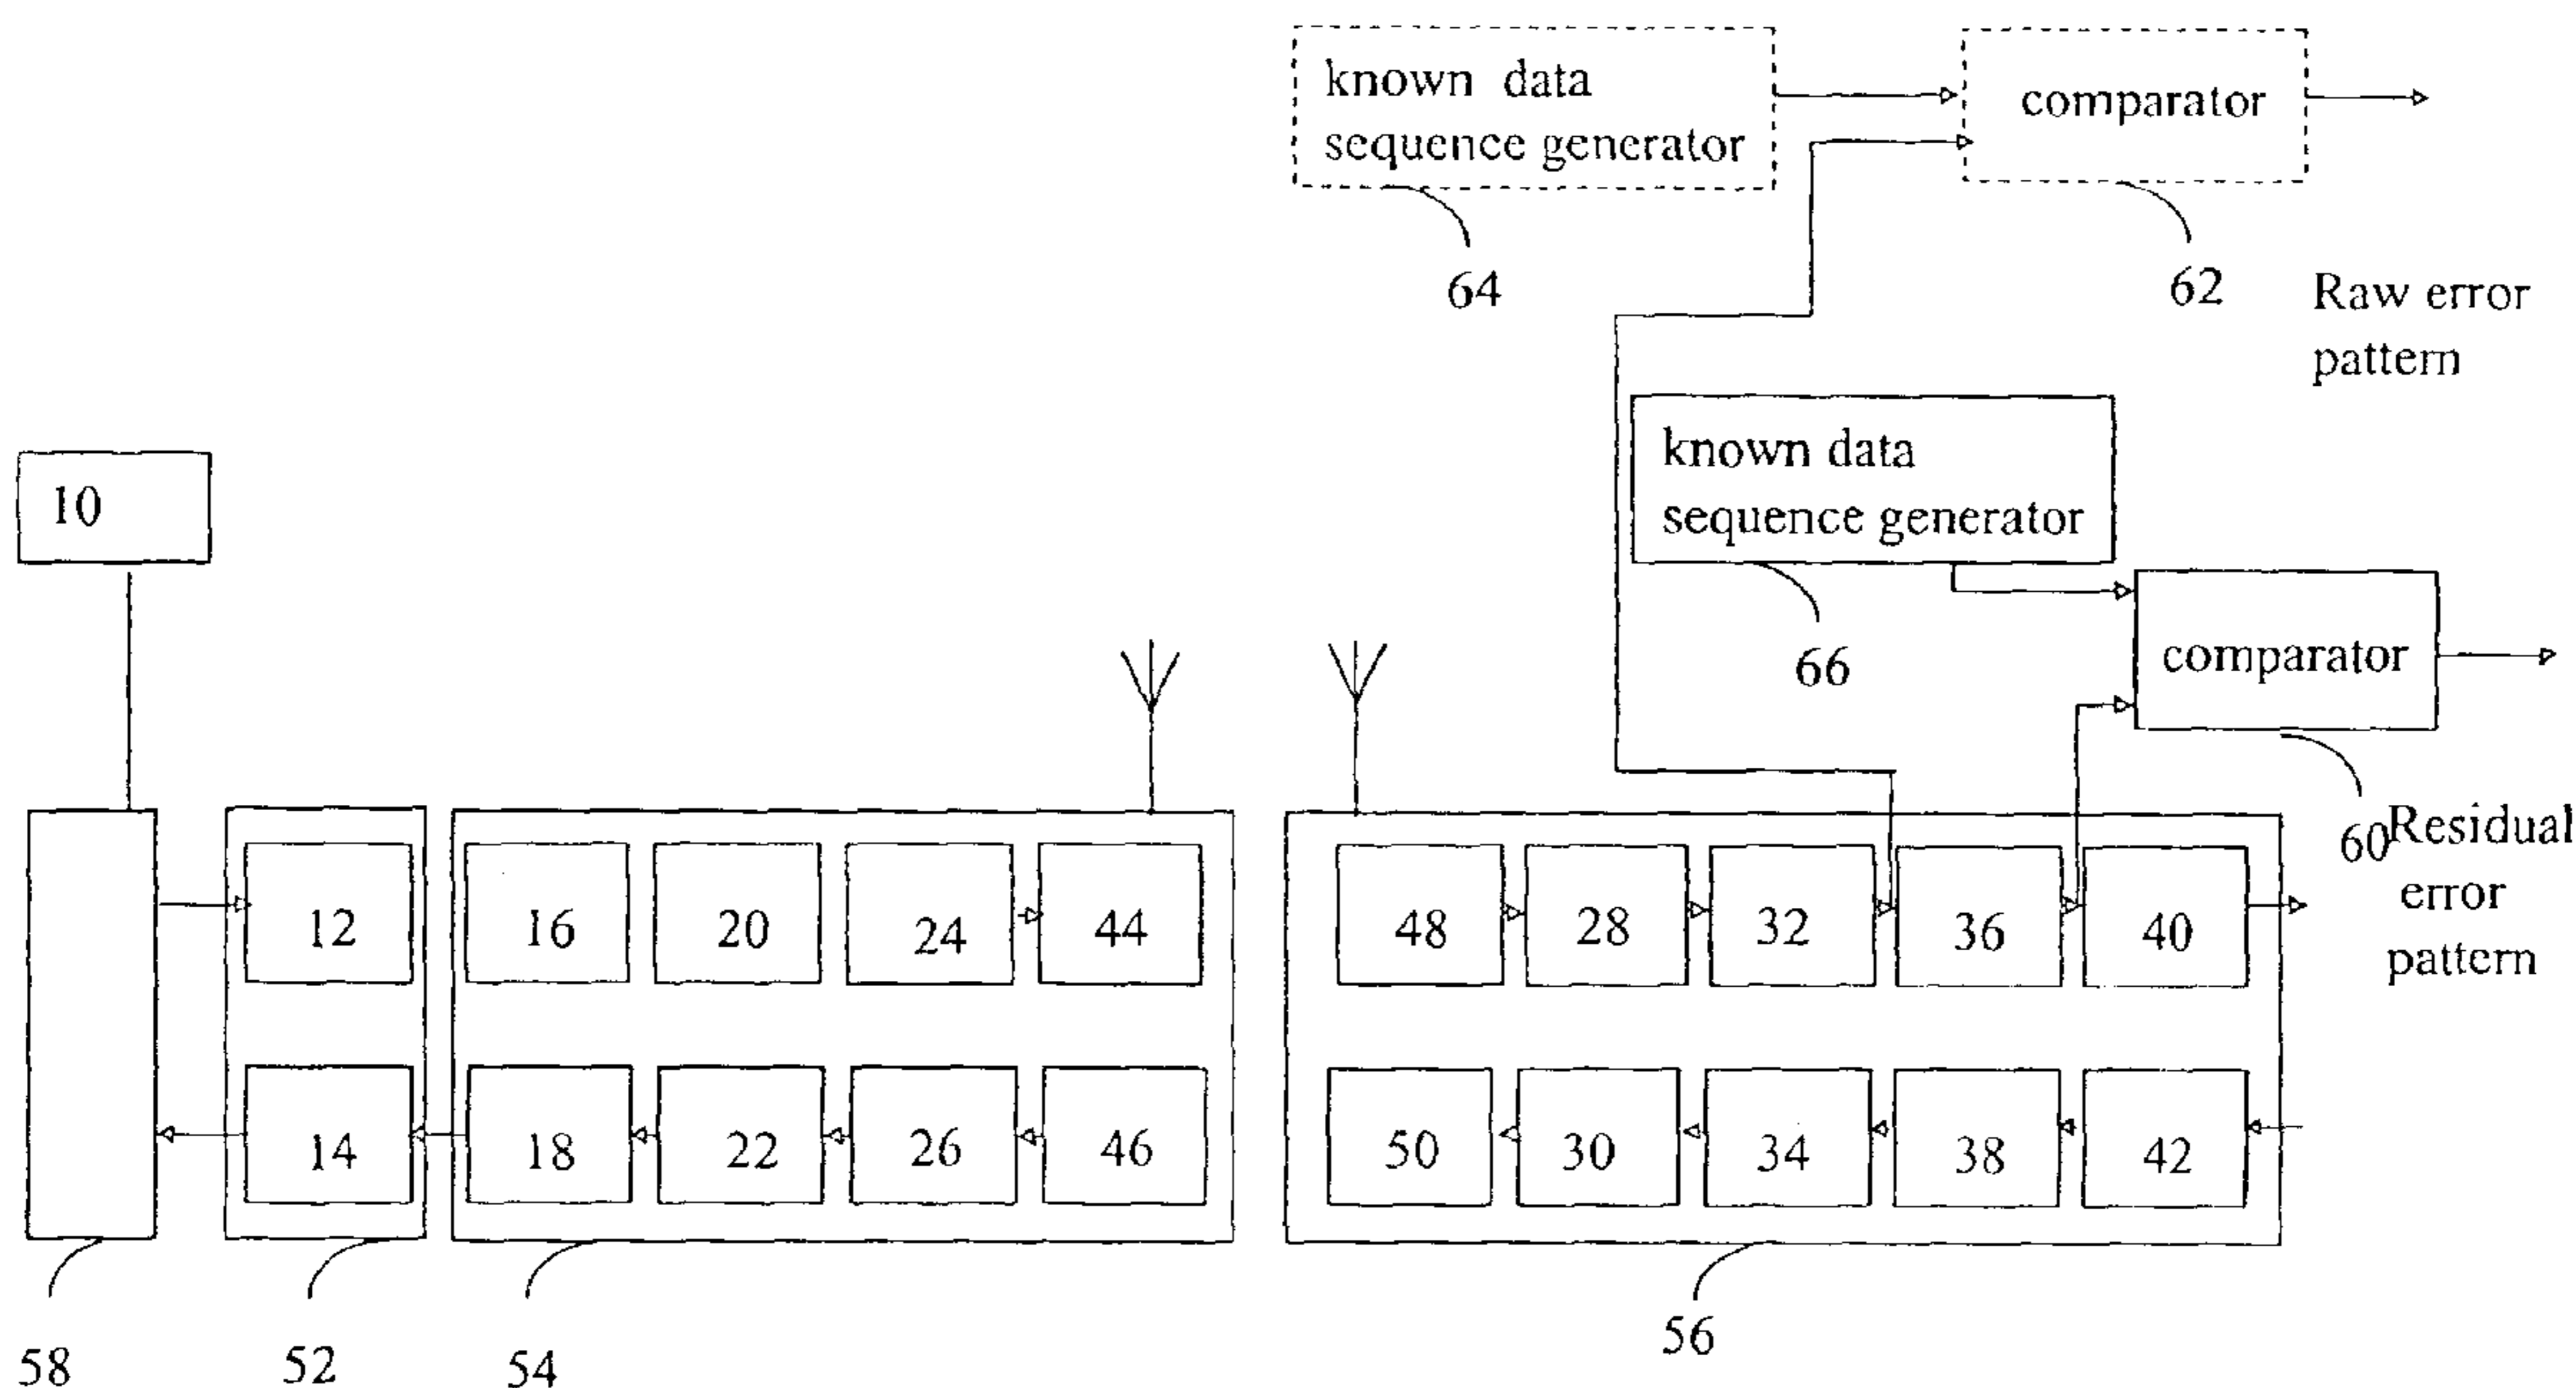 known data
sequence generator
comparator
64
62
Raw error
pattern
known data
sequence generator
10
66
comparator
60
Residual
error
pattern
12
16
20
24
44
48
28
32
36
40
14
18
22
26
46
50
30
34
38
42
58
52
54
56